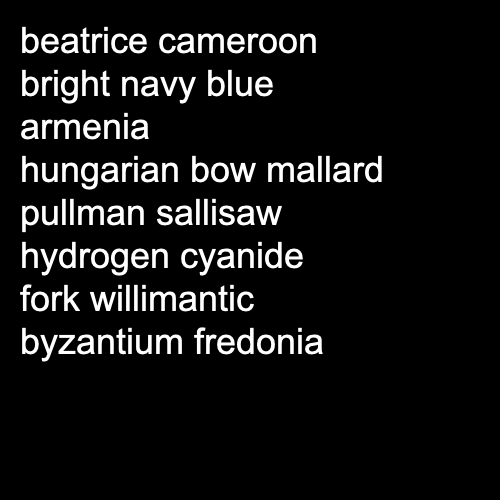 beatrice cameroon
bright navy blue
armenia
hungarian bow mallard
pullman sallisaw
hydrogen cyanide
fork willimantic
byzantium fredonia